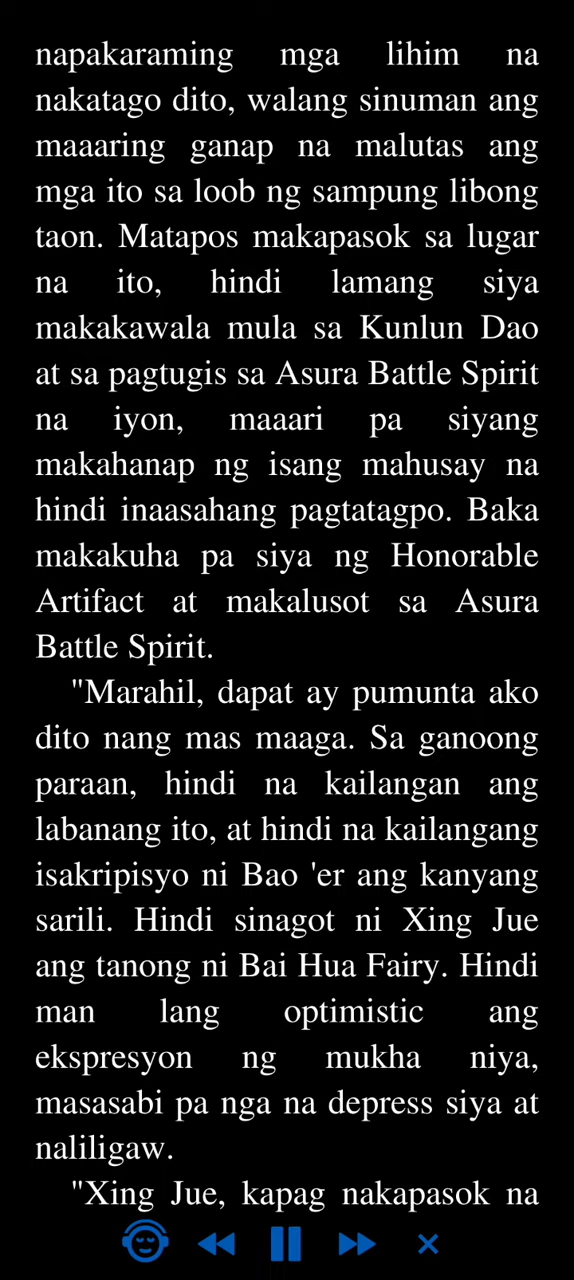 napakaraming mga lihim na
nakatago dito, walang sinuman ang
maaaring ganap na malutas ang
mga ito sa loob ng sampung libong
taon. Matapos makapasok sa lugar
na ito, hindi lamang siya
makakawala mula sa Kunlun Dao
at sa pagtugis sa Asura Battle Spirit
na iyon, maaari pa siyang
makahanap ng isang mahusay na
hindi inaasahang pagtatagpo. Baka
makakuha pa siya ng Honorable
Artifact at makalusot sa Asura
Battle Spirit.
"Marahil, dapat ay pumunta ako
dito nang mas maaga. Sa ganoong
paraan, hindi na kailangan ang
labanang ito, at hindi na kailangang
isakripisyo ni Bao 'er ang kanyang
sarili. Hindi sinagot ni Xing Jue
ang tanong ni Bai Hua Fairy. Hindi
man lang optimistic ang
ekspresyon ng mukha niya,
masasabi pa nga na depress siya at
naliligaw.
"Xing Jue, kapag nakapasok na